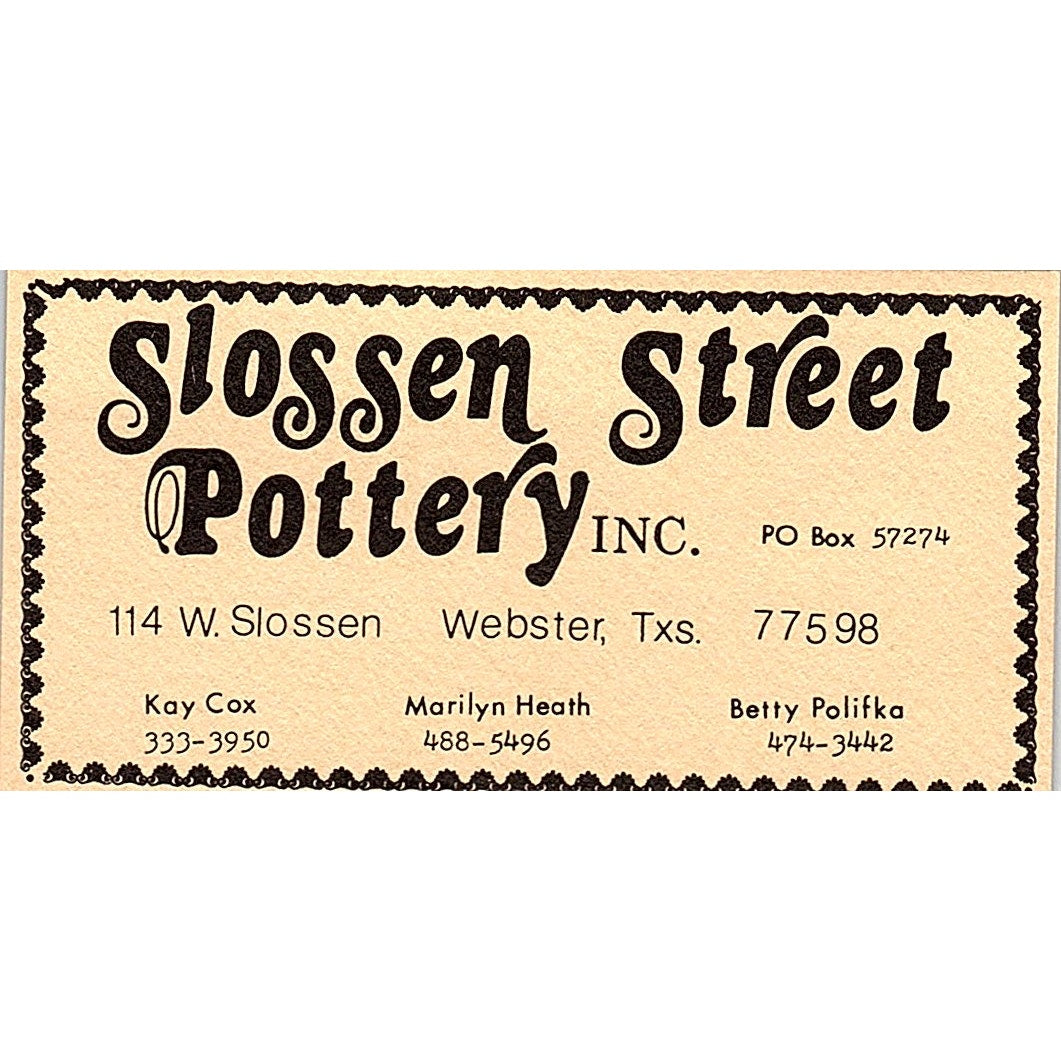 Slossen Street
Pottery INC. PO Box 57274
114 W. Slossen Webster, Txs. 77598
Kay Cox Marilyn Heath Betty Polifka
333-3950 488-5496 474-3442